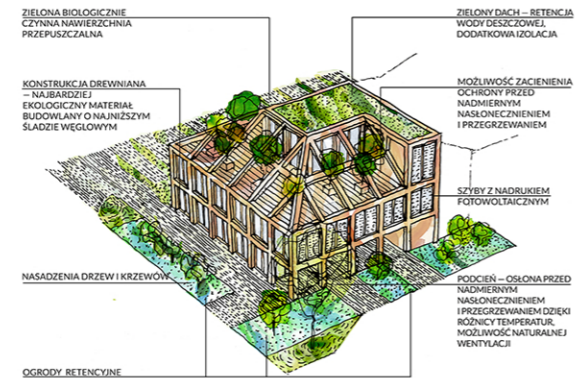 ZIELONA BIOLOGICZNIE
CZYNNA NAWIERZCHNIA
PRZEPUSZCZALNA
KONSTRUKCJA DREWNIANA
– NAJBARDZIEJ
EKOLOGICZNY MATERIAŁ
BUDOWLANY O NAJNIŻSZYM
ŚLADZIE WĘGLOWYM
NASADZENIA DRZEW I KRZEWÓW
OGRODY RETENCYJNE
ZIELONY DACH – RETENCJA
WODY DESZCZOWEJ,
DODATKOWA IZOLACJA
MOŻLIWOŚĆ ZACIENIENIA
OCHRONY PRZED
NADMIERNYM
NASŁONECZNIENIEM
I PRZEGRZEWANIEM
SZYBY Z NADRUKIEM
FOTOWOLTAICZNYM
PODCIEŃ – OSŁONA PRZED
NADMIERNYM
NASŁONECZNIENIEM
I PRZEGRZEWANIEM DZIĘKI
RÓŻNICY TEMPERATUR,
MOŻLIWOŚĆ NATURALNEJ
WENTYLACJI